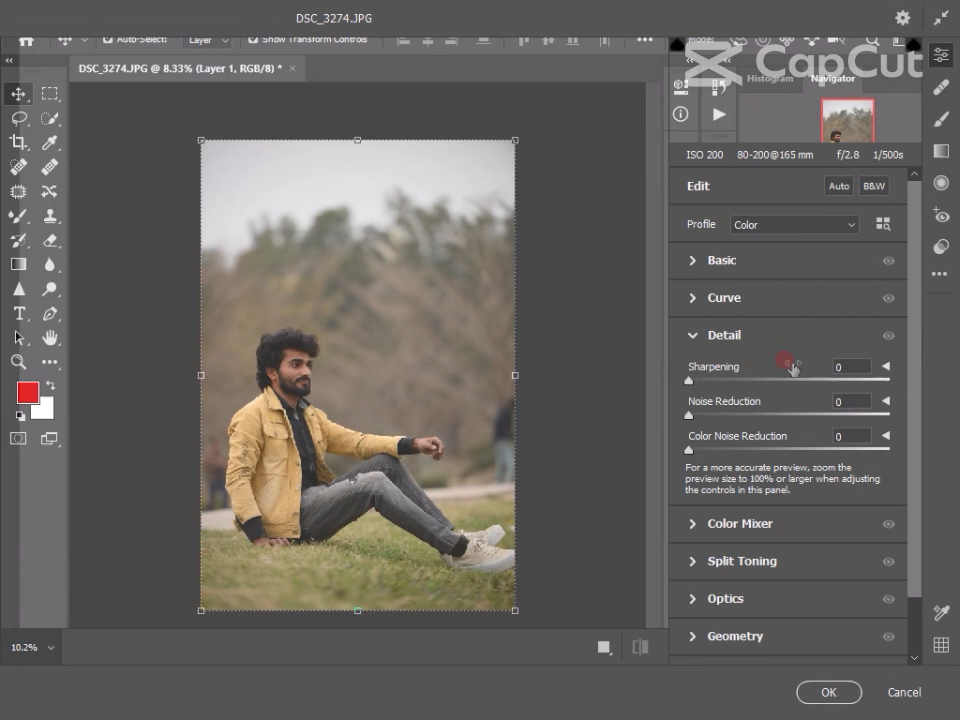 DSC_3274.JPG
Auto-Select: Layer Show Transform Controls
CapCut
DSC_3274.JPG @ 8.33% (Layer 1, RGB/8) * ×
Histogram Navigator
ISO 200 80-200@165 mm f/2.8 1/500s
Edit Auto B&W
Profile Color
Basic
Curve
Detail
Sharpening 0
Noise Reduction 0
Color Noise Reduction 0
For a more accurate preview, zoom the
preview size to 100% or larger when adjusting
the controls in this panel.
Color Mixer
Split Toning
Optics
Geometry
10.2%
OK Cancel